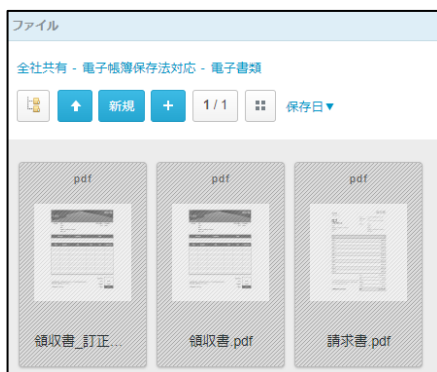 ファイル
全社共有 - 電子帳簿保存法対応 - 電子書類
新規
1 / 1
保存日▼
pdf
pdf
pdf
領収書_訂正...
領収書.pdf
請求書.pdf